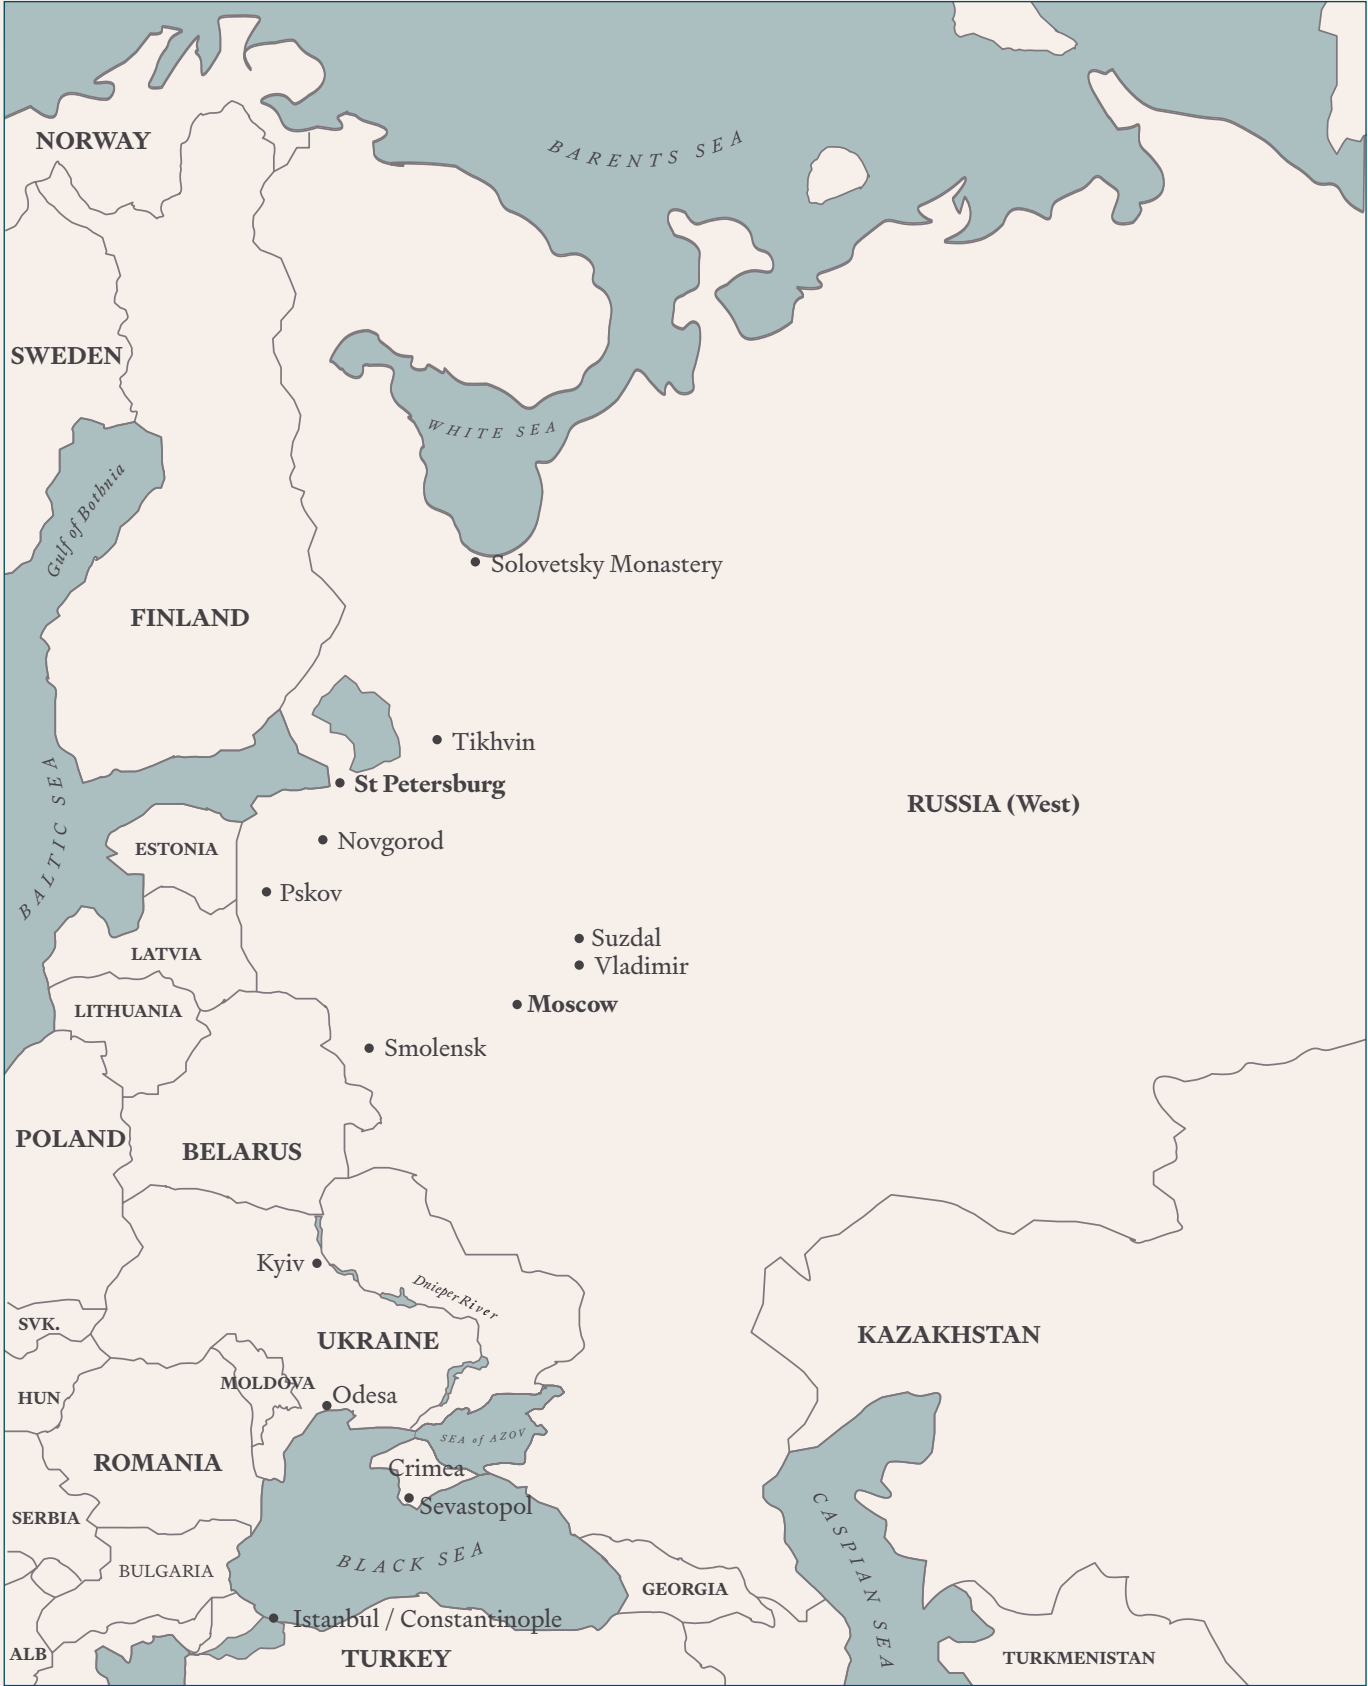 NORWAY
BARENTS SEA
SWEDEN
WHITE SEA
Gulf of Bothnia
Solovetsky Monastery
FINLAND
Tikhvin
St Petersburg
RUSSIA (West)
BALTIC SEA
Novgorod
ESTONIA
Pskov
Suzdal
LATVIA
Vladimir
Moscow
LITHUANIA
Smolensk
POLAND
BELARUS
Kyiv
Dnieper River
SVK.
UKRAINE
KAZAKHSTAN
MOLDOVA
HUN
Odesa
SEA of AZOV
ROMANIA
Crimea
Sevastopol
SERBIA
CASPIAN SEA
BLACK SEA
BULGARIA
GEORGIA
Istanbul / Constantinople
ALB
TURKEY
TURKMENISTAN